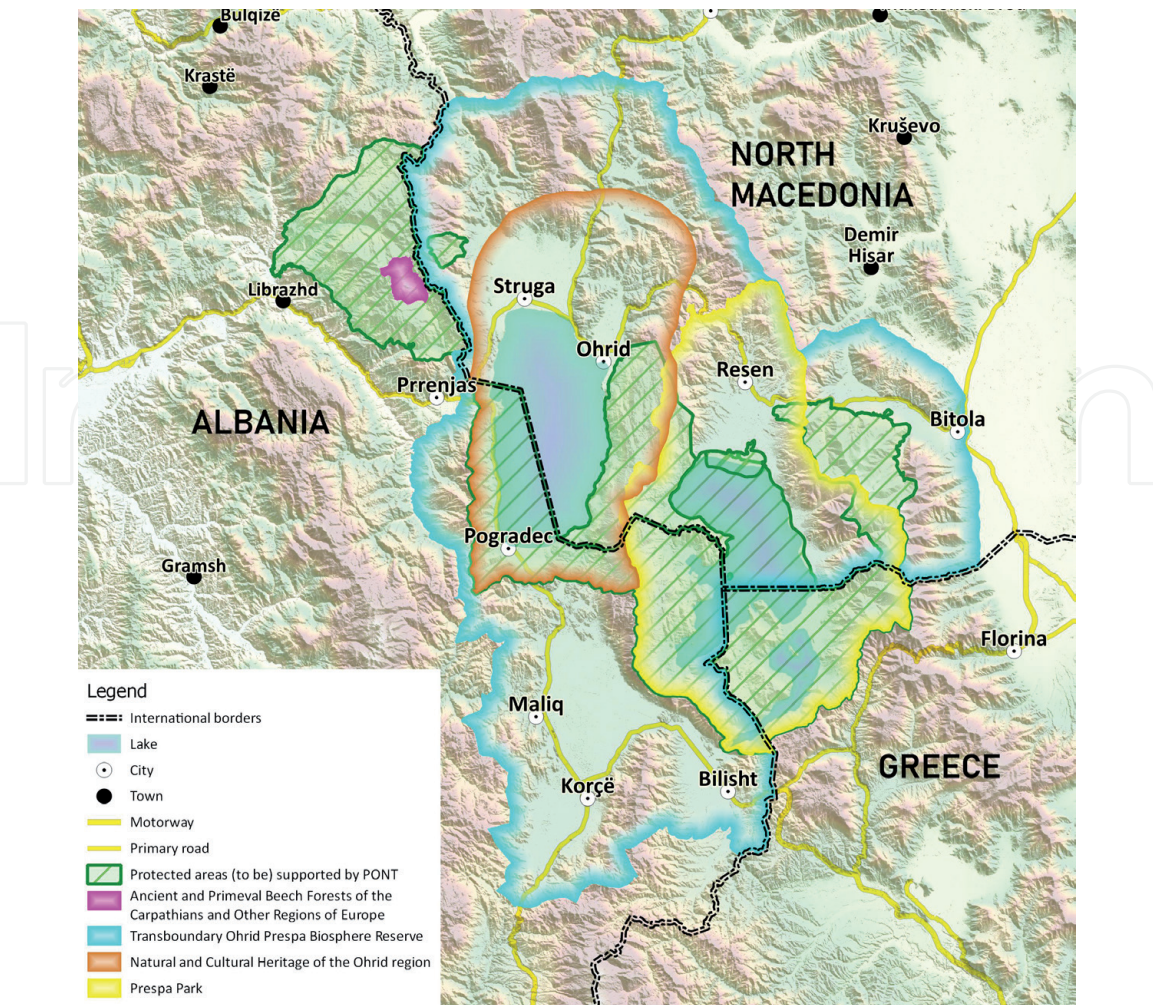 Bulqizë
Krastë
Kruševo
NORTH
MACEDONIA
Demir
Hisar
Librazhd
Struga
Ohrid
Resen
Prrenjas
ALBANIA
Bitola
Pogradec
Gramsh
Florina
Maliq
GREECE
Korçë
Bilisht
Legend
International borders
Lake
City
Town
Motorway
Primary road
Protected areas (to be) supported by PONT
Ancient and Primeval Beech Forests of the
Carpathians and Other Regions of Europe
Transboundary Ohrid Prespa Biosphere Reserve
Natural and Cultural Heritage of the Ohrid region
Prespa Park